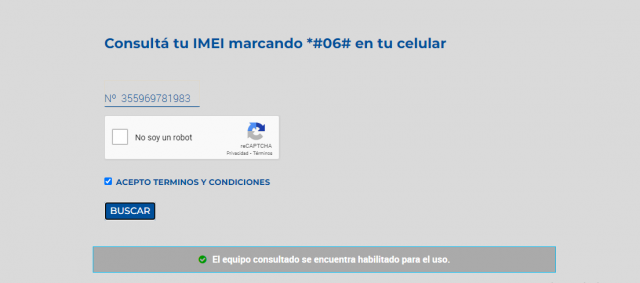 Consultá tu IMEI marcando *#06# en tu celular
Nº 355969781983
No soy un robot
reCAPTCHA
Privacidad - Términos
ACEPTO TERMINOS Y CONDICIONES
BUSCAR
El equipo consultado se encuentra habilitado para el uso.